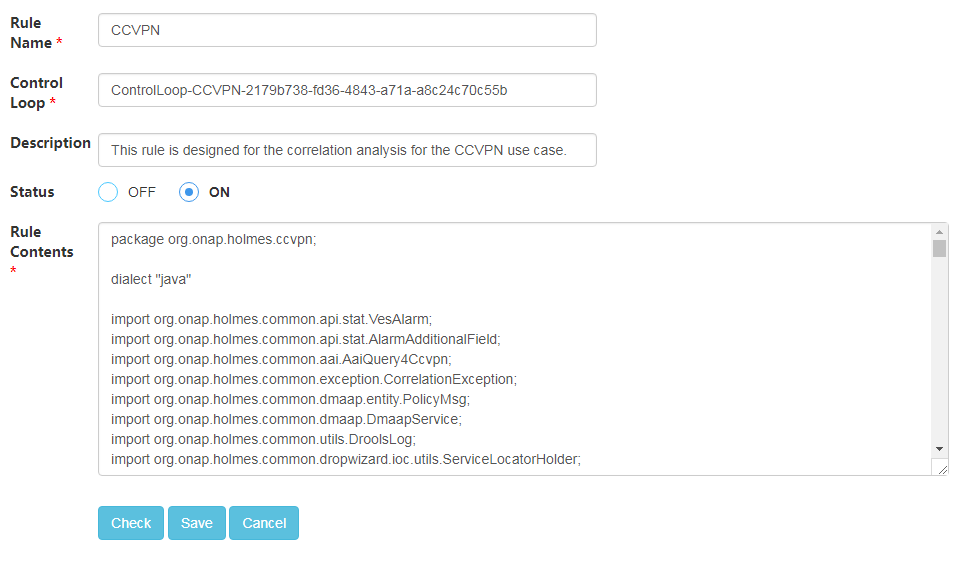 Rule
Name *
CCVPN
Control
Loop *
ControlLoop-CCVPN-2179b738-fd36-4843-a71a-a8c24c70c55b
Description
This rule is designed for the correlation analysis for the CCVPN use case.
Status
OFF
ON
Rule
Contents
*
package org.onap.holmes.ccvpn;
dialect "java"
import org.onap.holmes.common.api.stat.VesAlarm;
import org.onap.holmes.common.api.stat.AlarmAdditionalField;
import org.onap.holmes.common.aai.AaiQuery4Ccvpn;
import org.onap.holmes.common.exception.CorrelationException;
import org.onap.holmes.common.dmaap.entity.PolicyMsg;
import org.onap.holmes.common.dmaap.DmaapService;
import org.onap.holmes.common.utils.DroolsLog;
import org.onap.holmes.common.dropwizard.ioc.utils.ServiceLocatorHolder;
Check
Save
Cancel